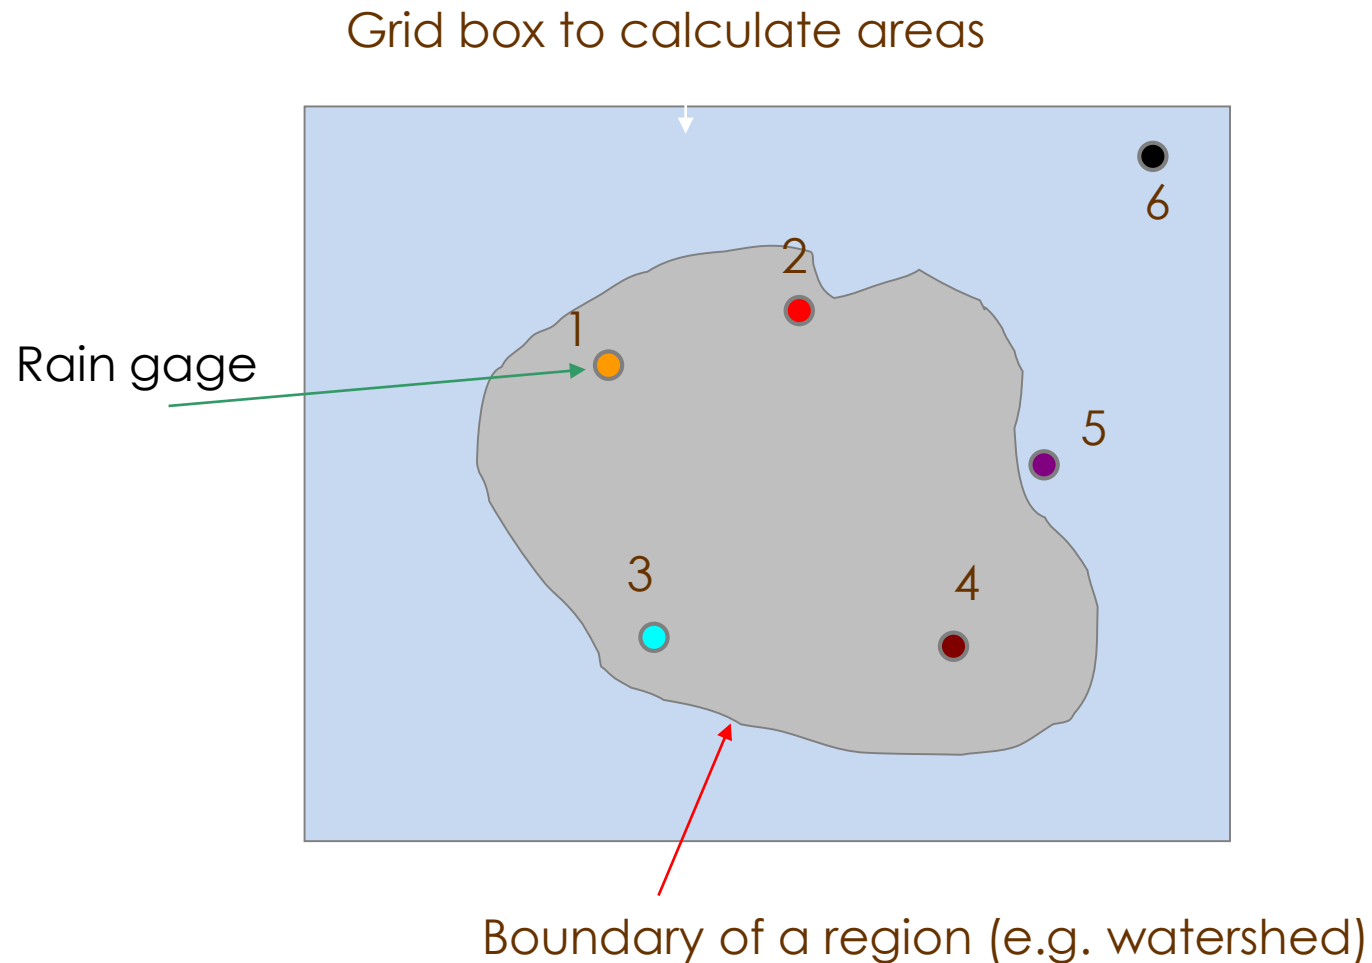 Grid box to calculate areas
6
2
1
Rain gage
5
3
4
Boundary of a region (e.g. watershed)